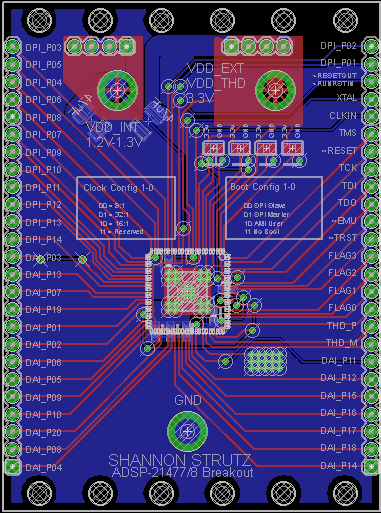 DPI_P03
DPI_P05
DPI_P04
DPI_P06
DPI_P08
DPI_P07
DPI_P09
DPI_P10
DPI_P11
DPI_P12
DPI_P13
DPI_P14
DAI_P03
DAI_P13
DAI_P07
DAI_P19
DAI_P01
DAI_P02
DAI_P06
DAI_P05
DAI_P09
DAI_P10
DAI_P20
DAI_P08
DAI_P04
VDD_EXT
VDD_THD
3.3V
VDD_INT
1.2V-1.3V
Clock Config 1-0
00 = 8:1
01 = 32:1
10 = 16:1
11 = Reserved
Boot Config 1-0
00 SPI Slave
01 SPI Master
10 AMI User
11 No Boot
GND
SHANNON STRUTZ
ADSP-21477/8 Breakout
DPI_P02
DPI_P01
~RESETOUT
XTAL
CLKIN
TMS
~RESET
TCK
TDI
TDO
~EMU
~TRST
FLAG3
FLAG2
FLAG1
FLAG0
THD_P
THD_M
DAI_P11
DAI_P12
DAI_P15
DAI_P16
DAI_P17
DAI_P18
DAI_P14